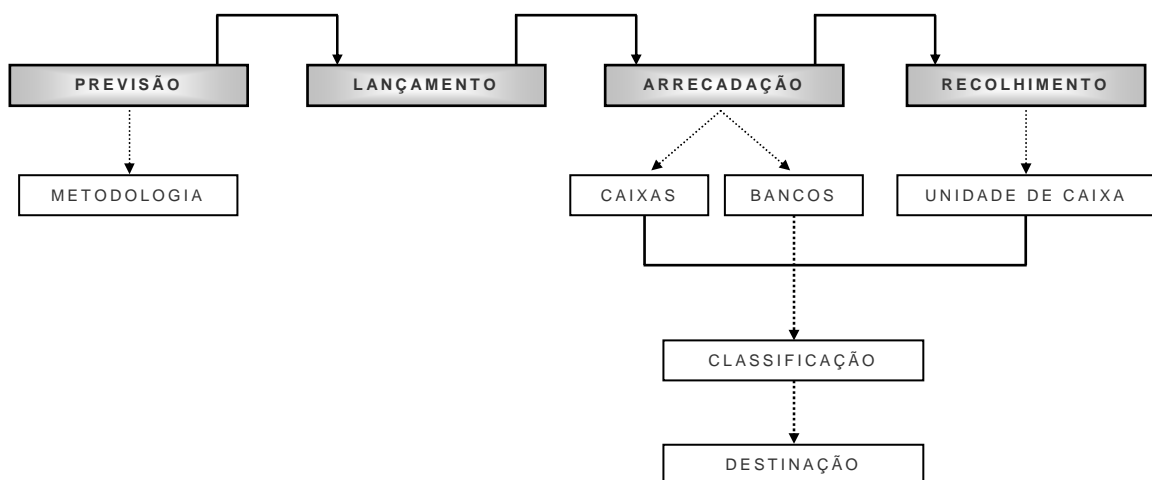 PREVISÃO
LANÇAMENTO
ARRECADAÇÃO
RECOLHIMENTO
METODOLOGIA
CAIXAS
BANCOS
UNIDADE DE CAIXA
CLASSIFICAÇÃO
DESTINAÇÃO